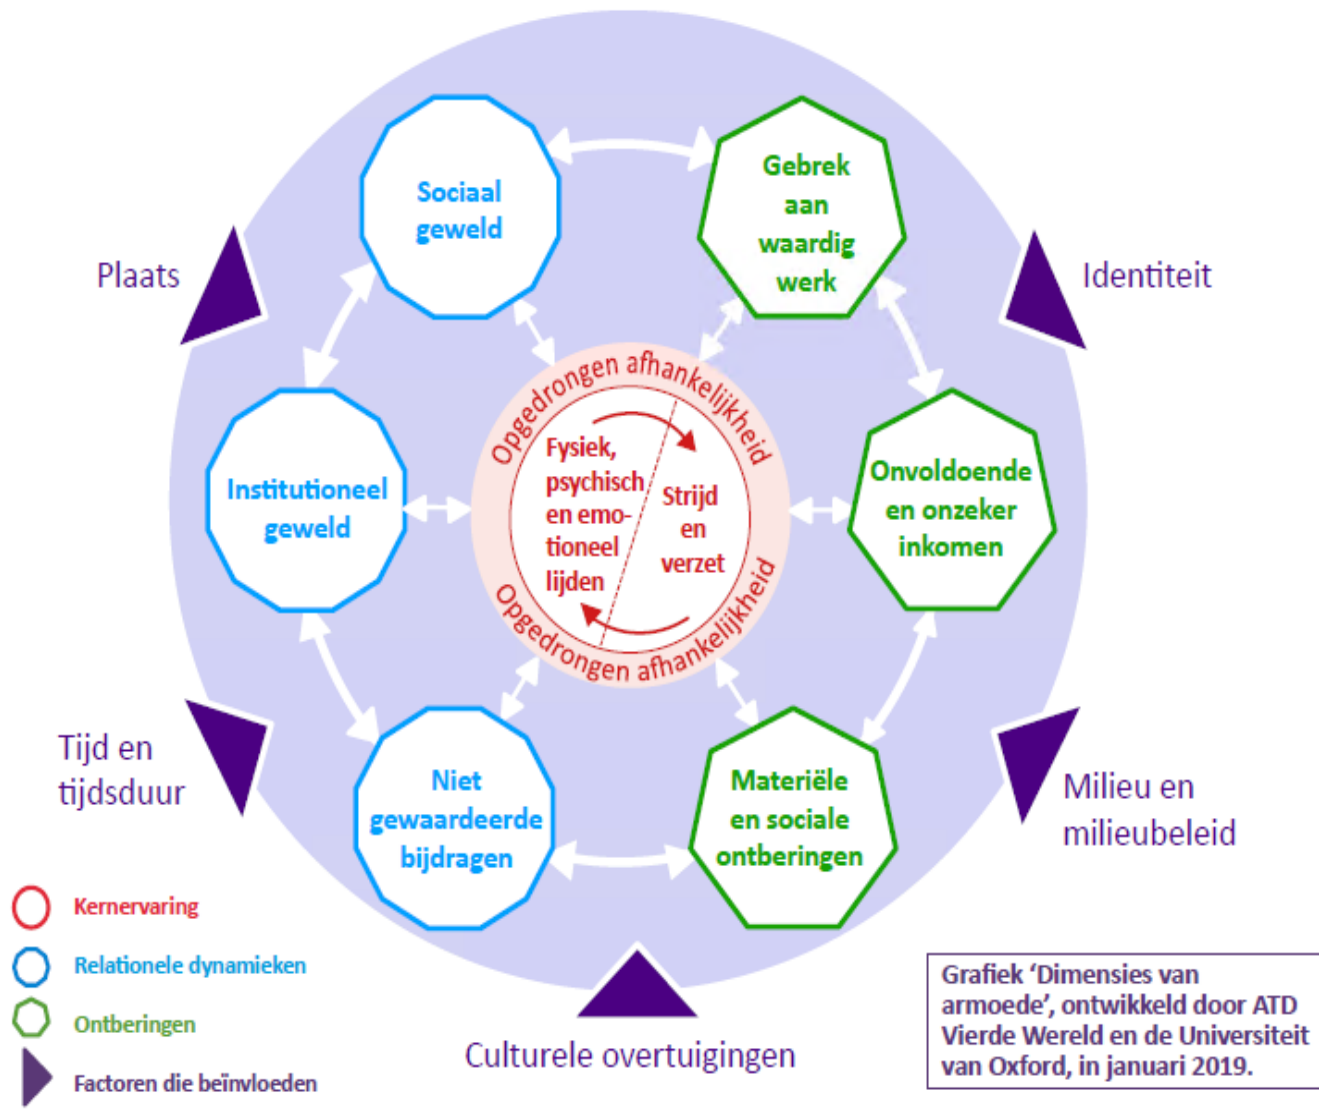 Sociaal
geweld
Gebrek
aan
waardig
werk
Plaats
Identiteit
Opgedrongen afhankelijkheid
Institutioneel
geweld
Fysiek,
psychisch
en emo-
tioneel
lijden
Strijd
en
verzet
Onvoldoende
en onzeker
inkomen
Opgedrongen afhankelijkheid
Tijd en
tijdsduur
Niet
gewaardeerde
bijdragen
Materiële
en sociale
ontberingen
Milieu en
milieubeleid
Culturele overtuigingen
Kernervaring
Relationele dynamieken
Ontberingen
Factoren die beïnvloeden
Grafiek ‘Dimensies van
armoede’, ontwikkeld door ATD
Vierde Wereld en de Universiteit
van Oxford, in januari 2019.